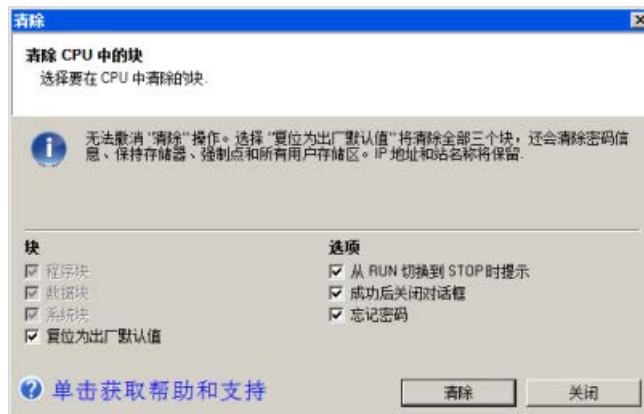 清除
清除 CPU 中的块
选择要在 CPU 中清除的块.
无法撤消 "清除" 操作。选择 "复位为出厂默认值" 将清除全部三个块，还会清除密码信
息、保持存储器、强制点和所有用户存储区。IP 地址和站名称将保留.
块
选项
程序块
从 RUN 切换到 STOP 时提示
数据块
成功后关闭对话框
系统块
忘记密码
复位为出厂默认值
单击获取帮助和支持
清除
关闭